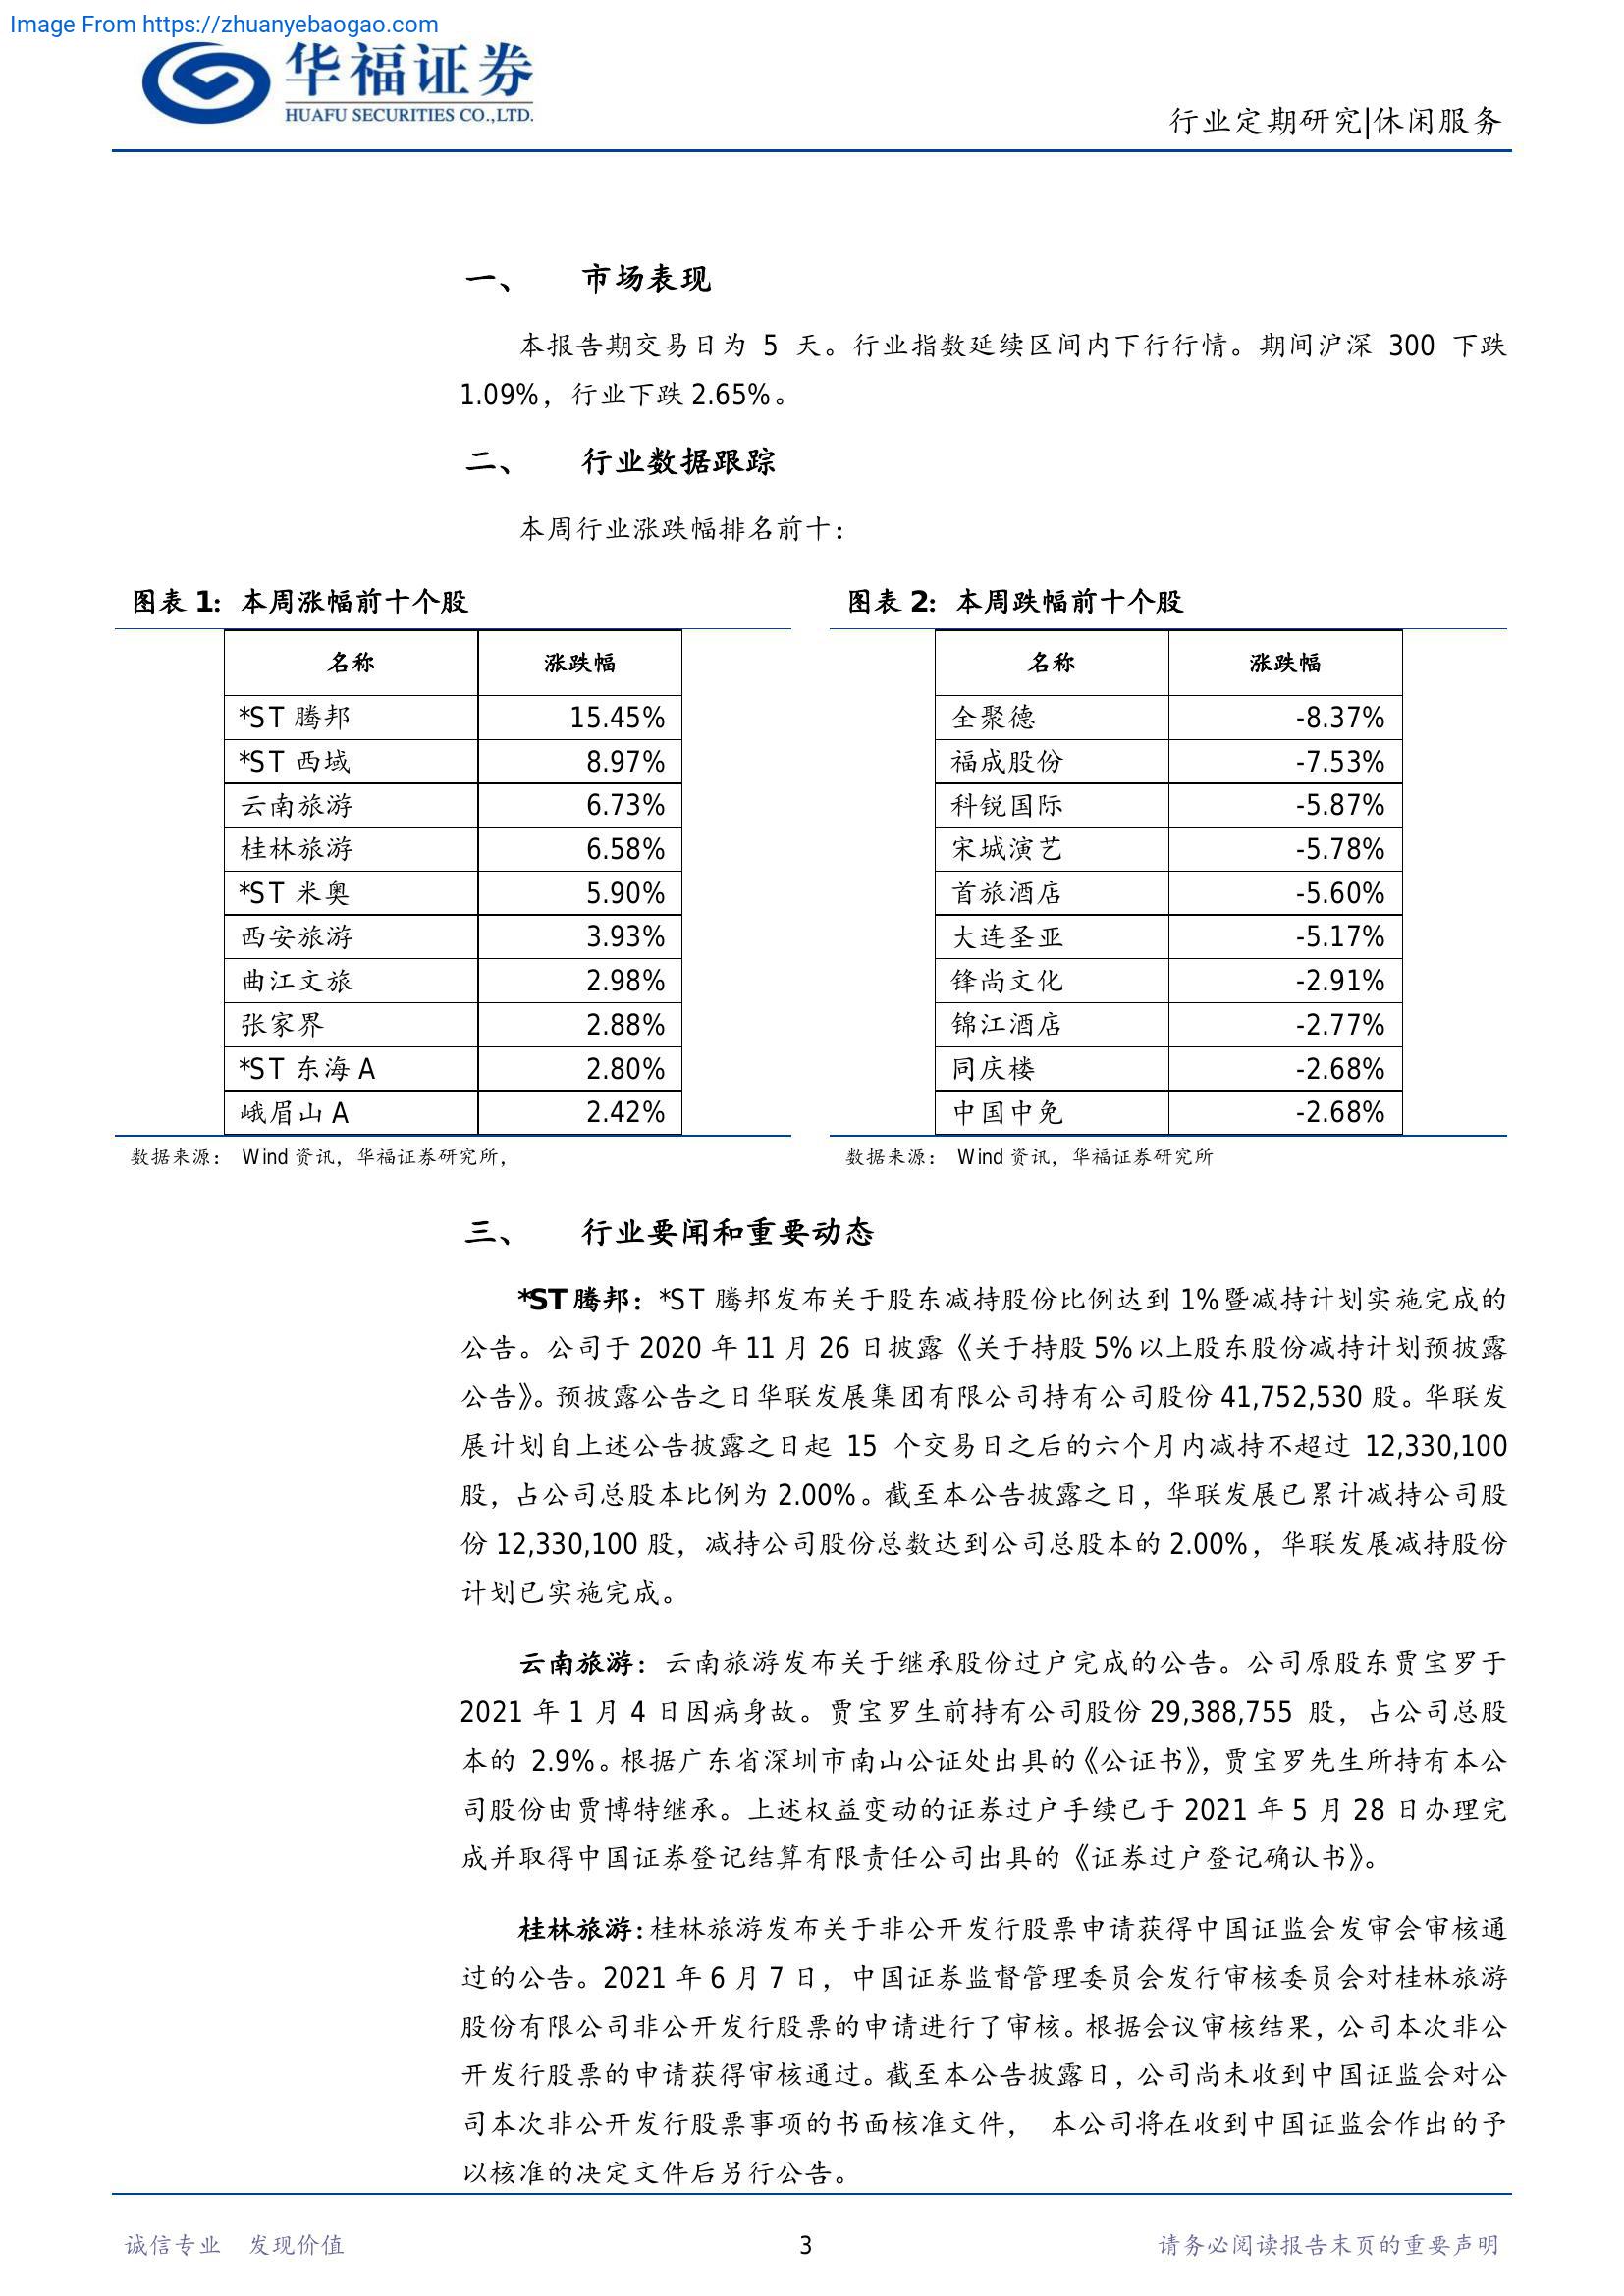 Image From https://zhuanyebaogao.com
华福证券
HUAFU SECURITIES CO.,LTD.
行业定期研究|休闲服务
一、 市场表现
本报告期交易日为 5 天。行业指数延续区间内下行行情。期间沪深 300 下跌
1.09%，行业下跌 2.65%。
二、 行业数据跟踪
本周行业涨跌幅排名前十：
图表 1：本周涨幅前十个股
名称 涨跌幅
*ST 腾邦 15.45%
*ST 西域 8.97%
云南旅游 6.73%
桂林旅游 6.58%
*ST 米奥 5.90%
西安旅游 3.93%
曲江文旅 2.98%
张家界 2.88%
*ST 东海 A 2.80%
峨眉山 A 2.42%
数据来源： Wind 资讯，华福证券研究所，
图表 2：本周跌幅前十个股
名称 涨跌幅
全聚德 -8.37%
福成股份 -7.53%
科锐国际 -5.87%
宋城演艺 -5.78%
首旅酒店 -5.60%
大连圣亚 -5.17%
锋尚文化 -2.91%
锦江酒店 -2.77%
同庆楼 -2.68%
中国中免 -2.68%
数据来源： Wind 资讯，华福证券研究所
三、 行业要闻和重要动态
*ST 腾邦：*ST 腾邦发布关于股东减持股份比例达到 1%暨减持计划实施完成的
公告。公司于 2020 年 11 月 26 日披露《关于持股 5%以上股东股份减持计划预披露
公告》。预披露公告之日华联发展集团有限公司持有公司股份 41,752,530 股。华联发
展计划自上述公告披露之日起 15 个交易日之后的六个月内减持不超过 12,330,100
股，占公司总股本比例为 2.00%。截至本公告披露之日，华联发展已累计减持公司股
份 12,330,100 股，减持公司股份总数达到公司总股本的 2.00%，华联发展减持股份
计划已实施完成。
云南旅游：云南旅游发布关于继承股份过户完成的公告。公司原股东贾宝罗于
2021 年 1 月 4 日因病身故。贾宝罗生前持有公司股份 29,388,755 股，占公司总股
本的 2.9%。根据广东省深圳市南山公证处出具的《公证书》，贾宝罗先生所持有本公
司股份由贾博特继承。上述权益变动的证券过户手续已于 2021 年 5 月 28 日办理完
成并取得中国证券登记结算有限责任公司出具的《证券过户登记确认书》。
桂林旅游：桂林旅游发布关于非公开发行股票申请获得中国证监会发审会审核通
过的公告。2021 年 6 月 7 日，中国证券监督管理委员会发行审核委员会对桂林旅游
股份有限公司非公开发行股票的申请进行了审核。根据会议审核结果，公司本次非公
开发行股票的申请获得审核通过。截至本公告披露日，公司尚未收到中国证监会对公
司本次非公开发行股票事项的书面核准文件， 本公司将在收到中国证监会作出的予
以核准的决定文件后另行公告。
诚信专业 发现价值 3 请务必阅读报告末页的重要声明